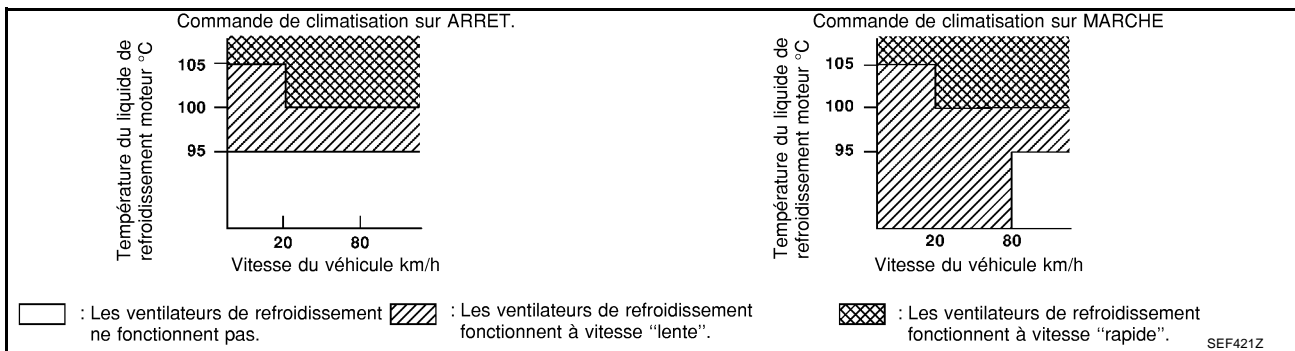 Commande de climatisation sur ARRET.
Température du liquide de
refroidissement moteur °C
105
100
95
20
80
Vitesse du véhicule km/h
Commande de climatisation sur MARCHE
Température du liquide de
refroidissement moteur °C
105
100
95
20
80
Vitesse du véhicule km/h
: Les ventilateurs de refroidissement
ne fonctionnent pas.
: Les ventilateurs de refroidissement
fonctionnent à vitesse “lente”.
: Les ventilateurs de refroidissement
fonctionnent à vitesse “rapide”.
SEF421Z